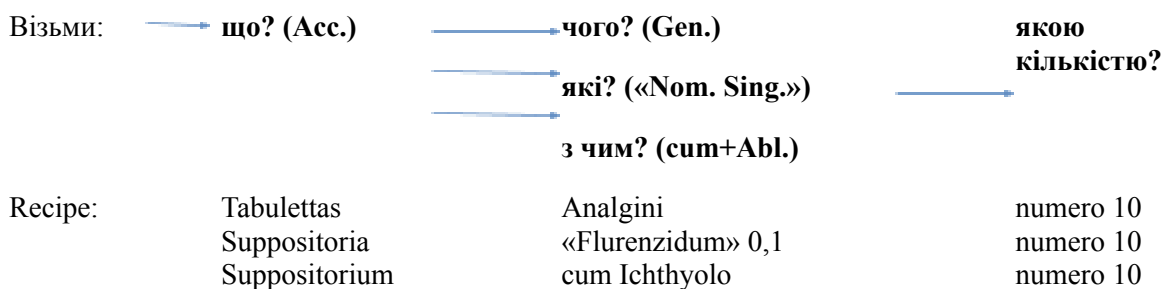 Візьми: що? (Acc.) чого? (Gen.) якою
кількістю?
які? («Nom. Sing.»)
з чим? (cum+Abl.)
Recipe: Tabulettas Analgini numero 10
Suppositoria «Flurenzidum» 0,1 numero 10
Suppositorium cum Ichthyolo numero 10